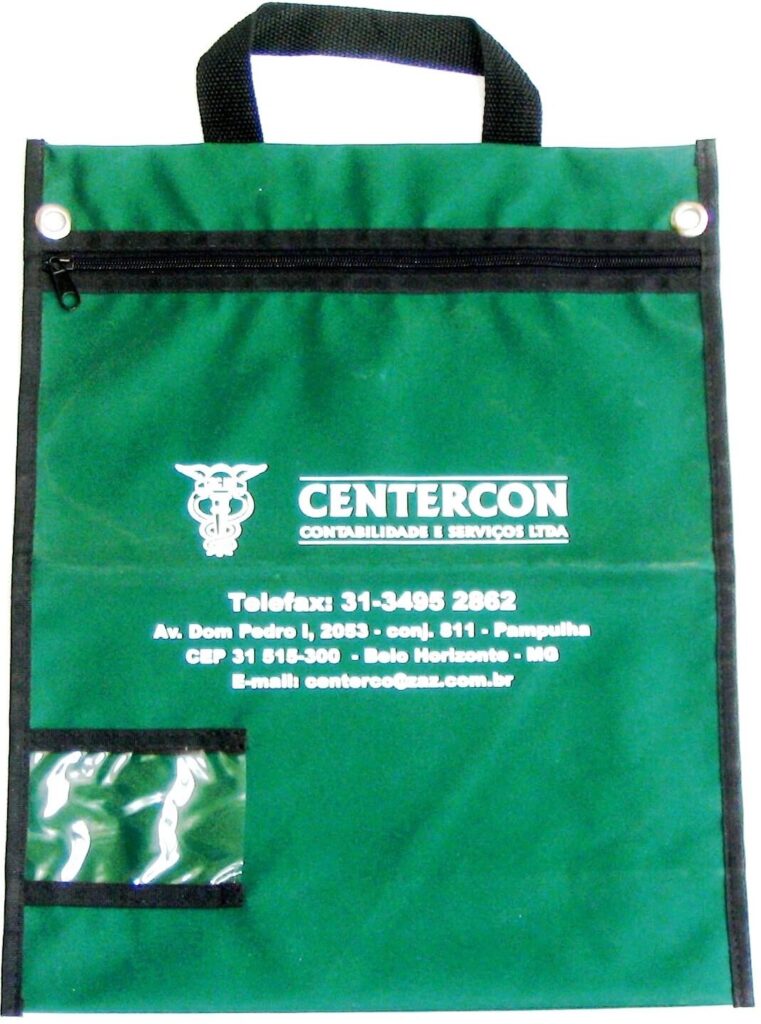 CENTERCON
CONTABILIDADE E SERVIÇOS LTDA
Telefax: 31-3495 2862
Av. Dom Pedro I, 2053 - conj. 811 - Pampulha
CEP 31 515-300 - Belo Horizonte - MG
E-mail: centerco@zaz.com.br